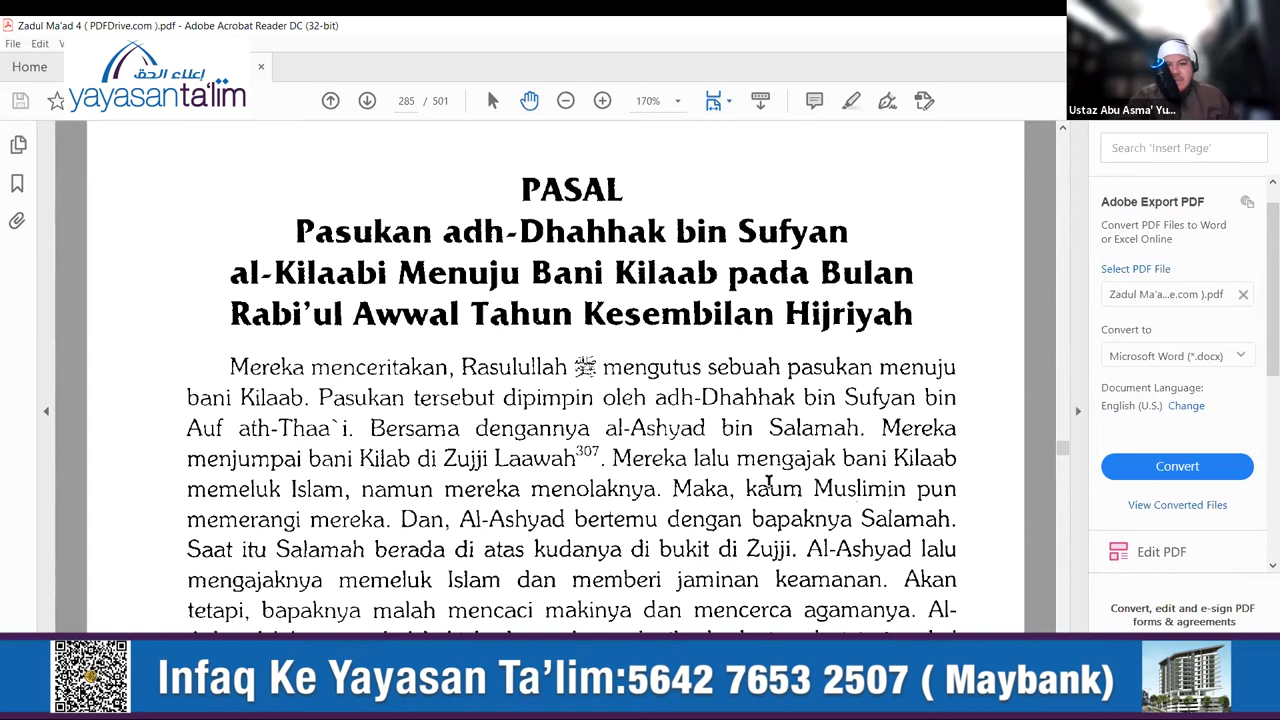 Zadul Ma'ad 4 ( PDFDrive.com ).pdf - Adobe Acrobat Reader DC (32-bit)
File Edit
Home
إعلاء الحق
yayasan ta'lim
285 / 501
170%
Ustaz Abu Asma' Yu...
PASAL
Pasukan adh-Dhahhak bin Sufyan
al-Kilaabi Menuju Bani Kilaab pada Bulan
Rabi'ul Awwal Tahun Kesembilan Hijriyah
Mereka menceritakan, Rasulullah ﷺ mengutus sebuah pasukan menuju
bani Kilaab. Pasukan tersebut dipimpin oleh adh-Dhahhak bin Sufyan bin
Auf ath-Thaa`i. Bersama dengannya al-Ashyad bin Salamah. Mereka
menjumpai bani Kilab di Zujji Laawah307. Mereka lalu mengajak bani Kilaab
memeluk Islam, namun mereka menolaknya. Maka, kaum Muslimin pun
memerangi mereka. Dan, Al-Ashyad bertemu dengan bapaknya Salamah.
Saat itu Salamah berada di atas kudanya di bukit di Zujji. Al-Ashyad lalu
mengajaknya memeluk Islam dan memberi jaminan keamanan. Akan
tetapi, bapaknya malah mencaci makinya dan mencerca agamanya. Al-
Search 'Insert Page'
Adobe Export PDF
Convert PDF Files to Word
or Excel Online
Select PDF File
Zadul Ma'a...e.com ).pdf
Convert to
Microsoft Word (*.docx)
Document Language:
English (U.S.) Change
Convert
View Converted Files
Edit PDF
Convert, edit and e-sign PDF
forms & agreements
Infaq Ke Yayasan Ta'lim:5642 7653 2507 ( Maybank)